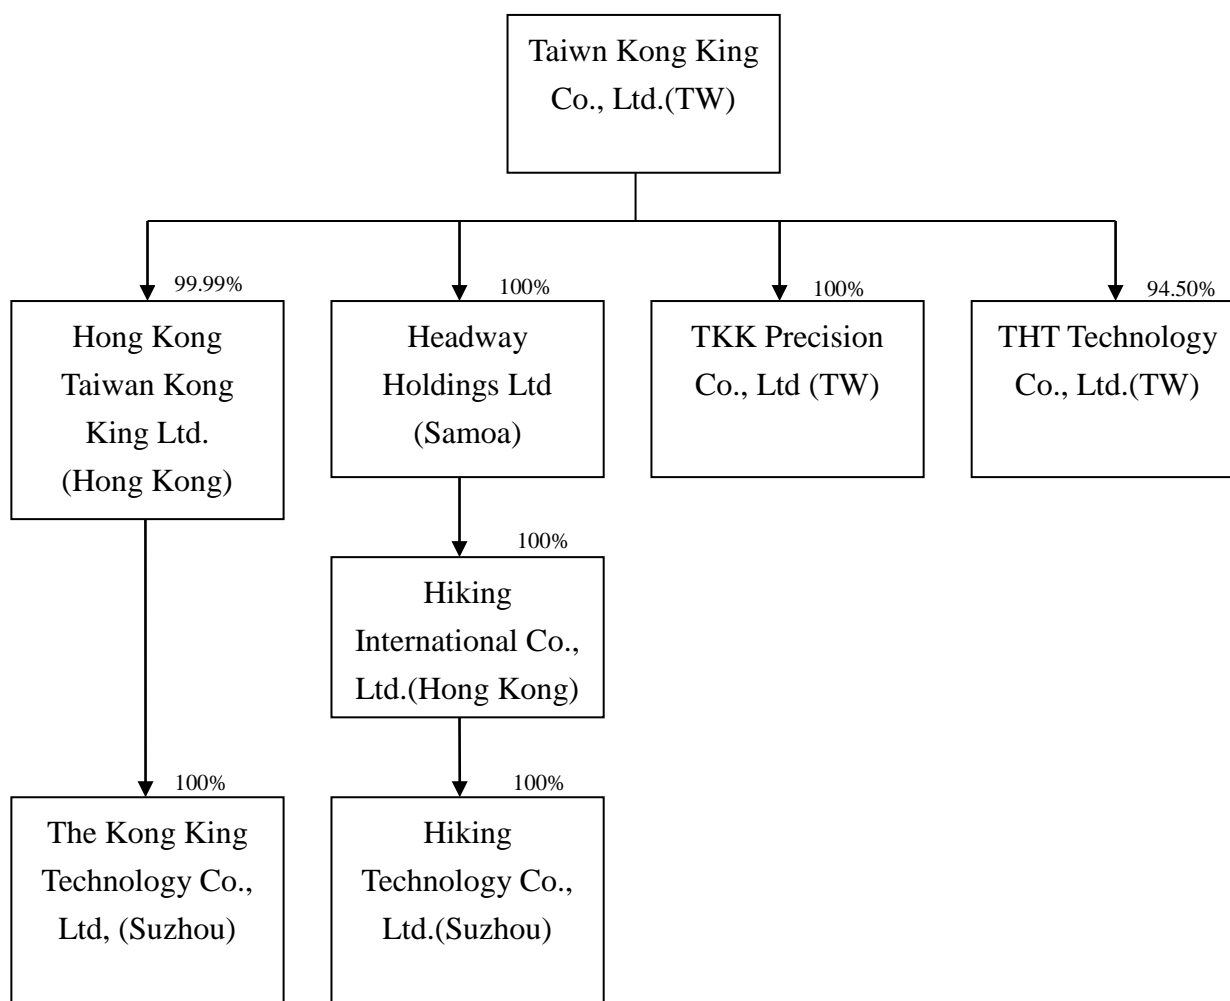 Taiwn Kong King
Co., Ltd.(TW)
99.99%
100%
100%
94.50%
Hong Kong
Taiwan Kong
King Ltd.
(Hong Kong)
Headway
Holdings Ltd
(Samoa)
TKK Precision
Co., Ltd (TW)
THT Technology
Co., Ltd.(TW)
100%
Hiking
International Co.,
Ltd.(Hong Kong)
100%
100%
The Kong King
Technology Co.,
Ltd, (Suzhou)
Hiking
Technology Co.,
Ltd.(Suzhou)